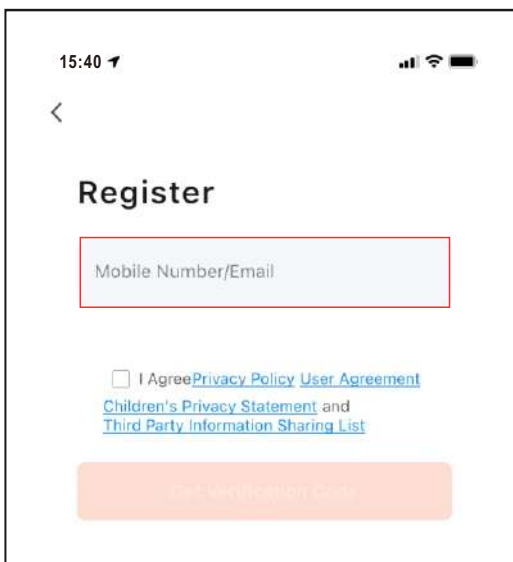 15:40
Register
Mobile Number/Email
I AgreePrivacy Policy User Agreement
Children's Privacy Statement and
Third Party Information Sharing List
Get Verification Code